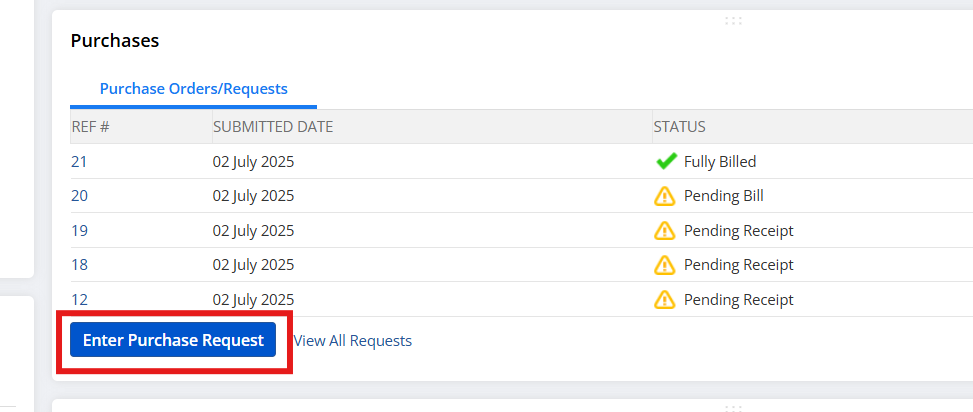 Purchases
Purchase Orders/Requests
REF # SUBMITTED DATE STATUS
21 02 July 2025 Fully Billed
20 02 July 2025 Pending Bill
19 02 July 2025 Pending Receipt
18 02 July 2025 Pending Receipt
12 02 July 2025 Pending Receipt
Enter Purchase Request View All Requests